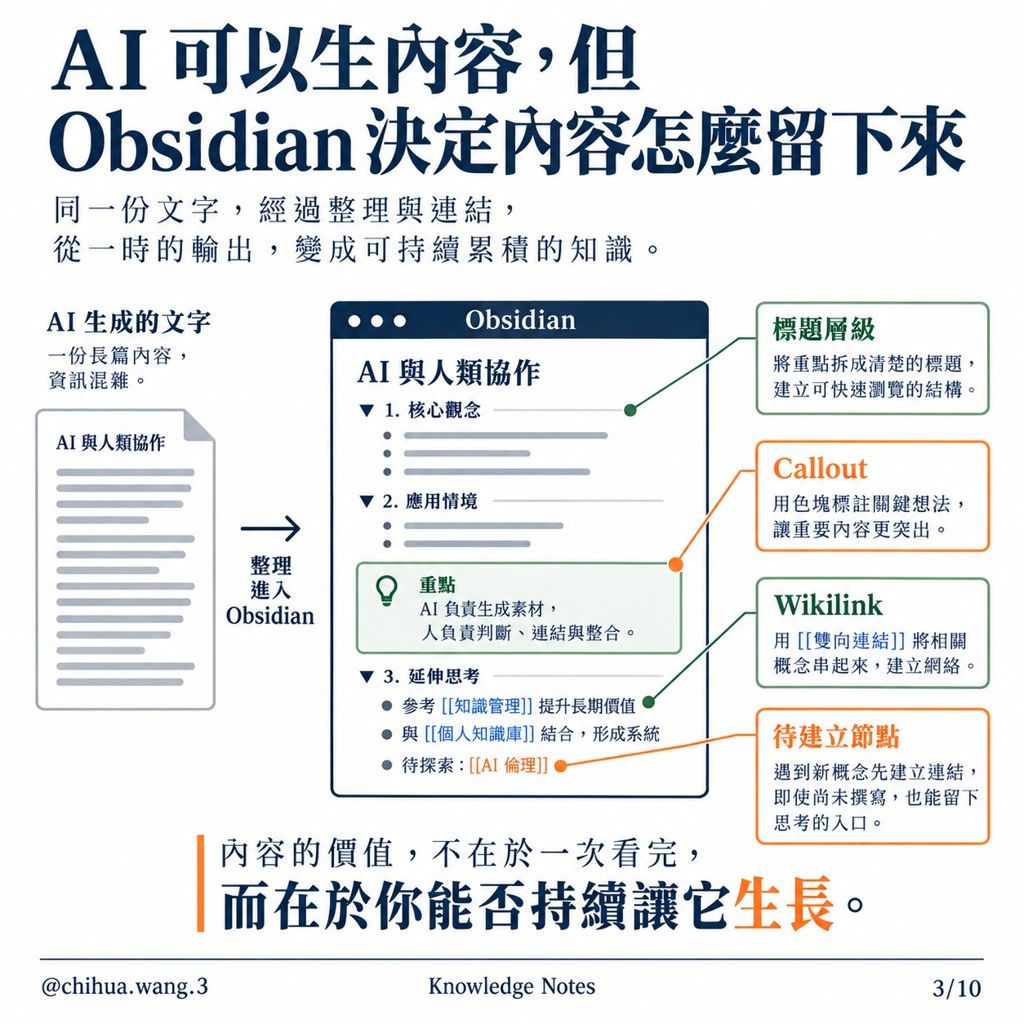 AI 可以生內容，但
Obsidian 決定內容怎麼留下來
同一份文字，經過整理與連結，
從一時的輸出，變成可持續累積的知識。
AI 生成的文字
一份長篇內容，
資訊混雜。
AI 與人類協作
整理
進入
Obsidian
Obsidian
AI 與人類協作
▼ 1. 核心觀念
▼ 2. 應用情境
重點
AI 負責生成素材，
人負責判斷、連結與整合。
▼ 3. 延伸思考
● 參考 [[知識管理]] 提升長期價值
● 與 [[個人知識庫]] 結合，形成系統
● 待探索：[[AI 倫理]]
標題層級
將重點拆成清楚的標題，
建立可快速瀏覽的結構。
Callout
用色塊標註關鍵想法，
讓重要內容更突出。
Wikilink
用 [[雙向連結]] 將相關
概念串起來，建立網絡。
待建立節點
遇到新概念先建立連結，
即使尚未撰寫，也能留下
思考的入口。
內容的價值，不在於一次看完，
而在於你能否持續讓它生長。
@chihua.wang.3
Knowledge Notes
3/10